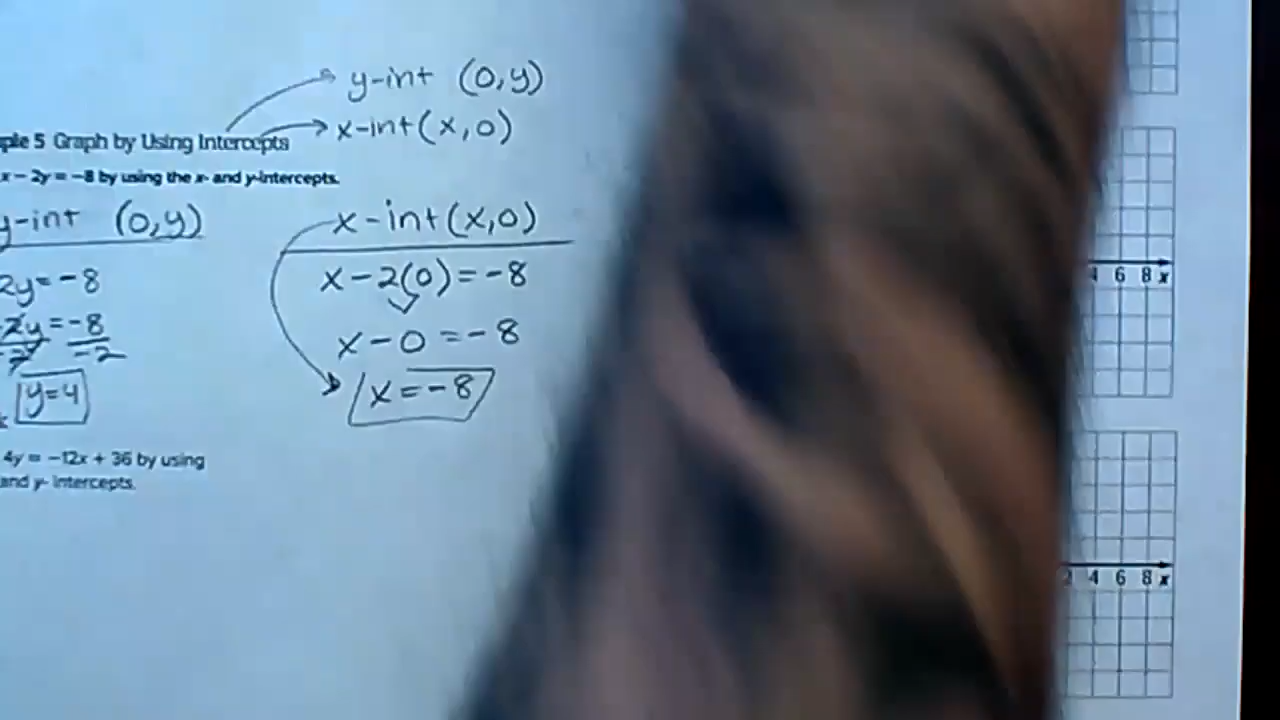 y-int (0,y)
x-int (x,0)
5 Graph by Using Intercepts
x − 2y = −8 by using the x- and y-intercepts.
y-int (0,y)
x-int (x,0)
2y = -8
x - 2(0) = -8
-2y = -8
-2 -2
x - 0 = -8
y = 4
x = -8
4y = −12x + 36 by using
and y- intercepts.
4 6 8 x
2 4 6 8 x